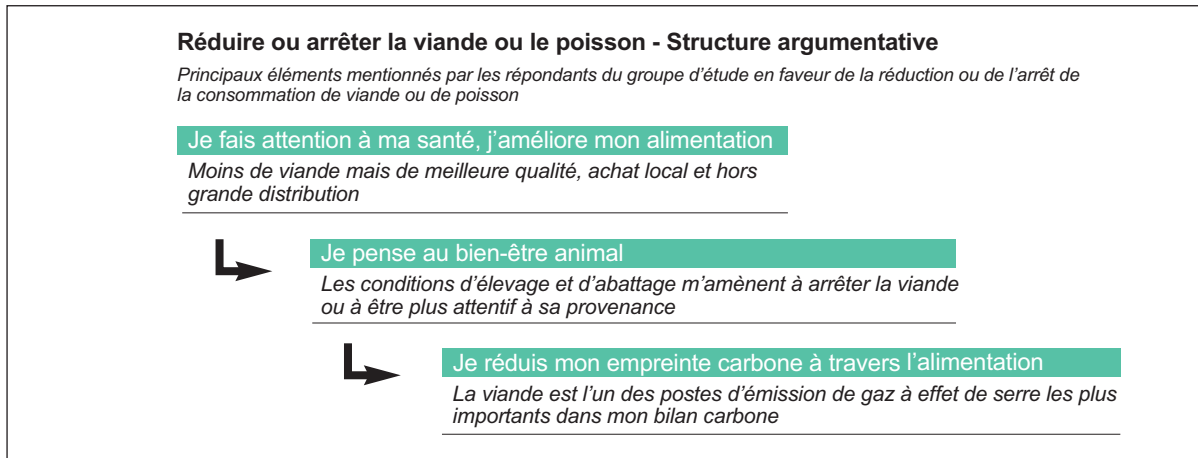 Réduire ou arrêter la viande ou le poisson - Structure argumentative
Principaux éléments mentionnés par les répondants du groupe d’étude en faveur de la réduction ou de l’arrêt de
la consommation de viande ou de poisson
Je fais attention à ma santé, j’améliore mon alimentation
Moins de viande mais de meilleure qualité, achat local et hors
grande distribution
Je pense au bien-être animal
Les conditions d’élevage et d’abattage m’amènent à arrêter la viande
ou à être plus attentif à sa provenance
Je réduis mon empreinte carbone à travers l’alimentation
La viande est l’un des postes d’émission de gaz à effet de serre les plus
importants dans mon bilan carbone